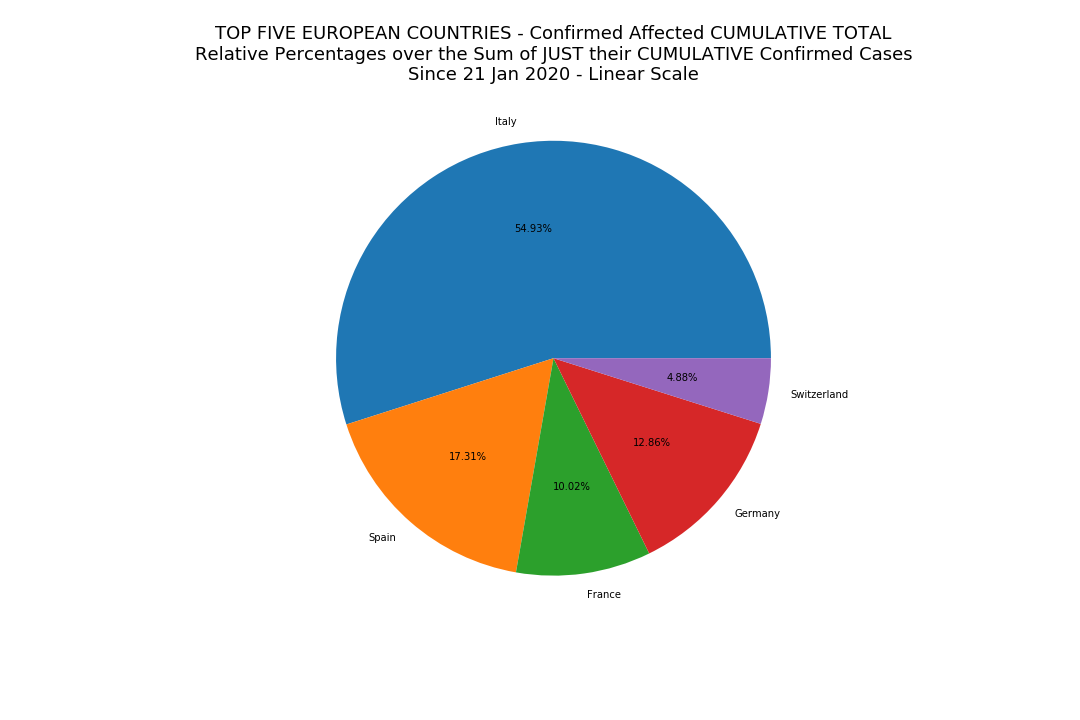 TOP FIVE EUROPEAN COUNTRIES - Confirmed Affected CUMULATIVE TOTAL
Relative Percentages over the Sum of JUST their CUMULATIVE Confirmed Cases
Since 21 Jan 2020 - Linear Scale
Italy
54.93%
4.88%
Switzerland
12.86%
17.31%
10.02%
Germany
Spain
France